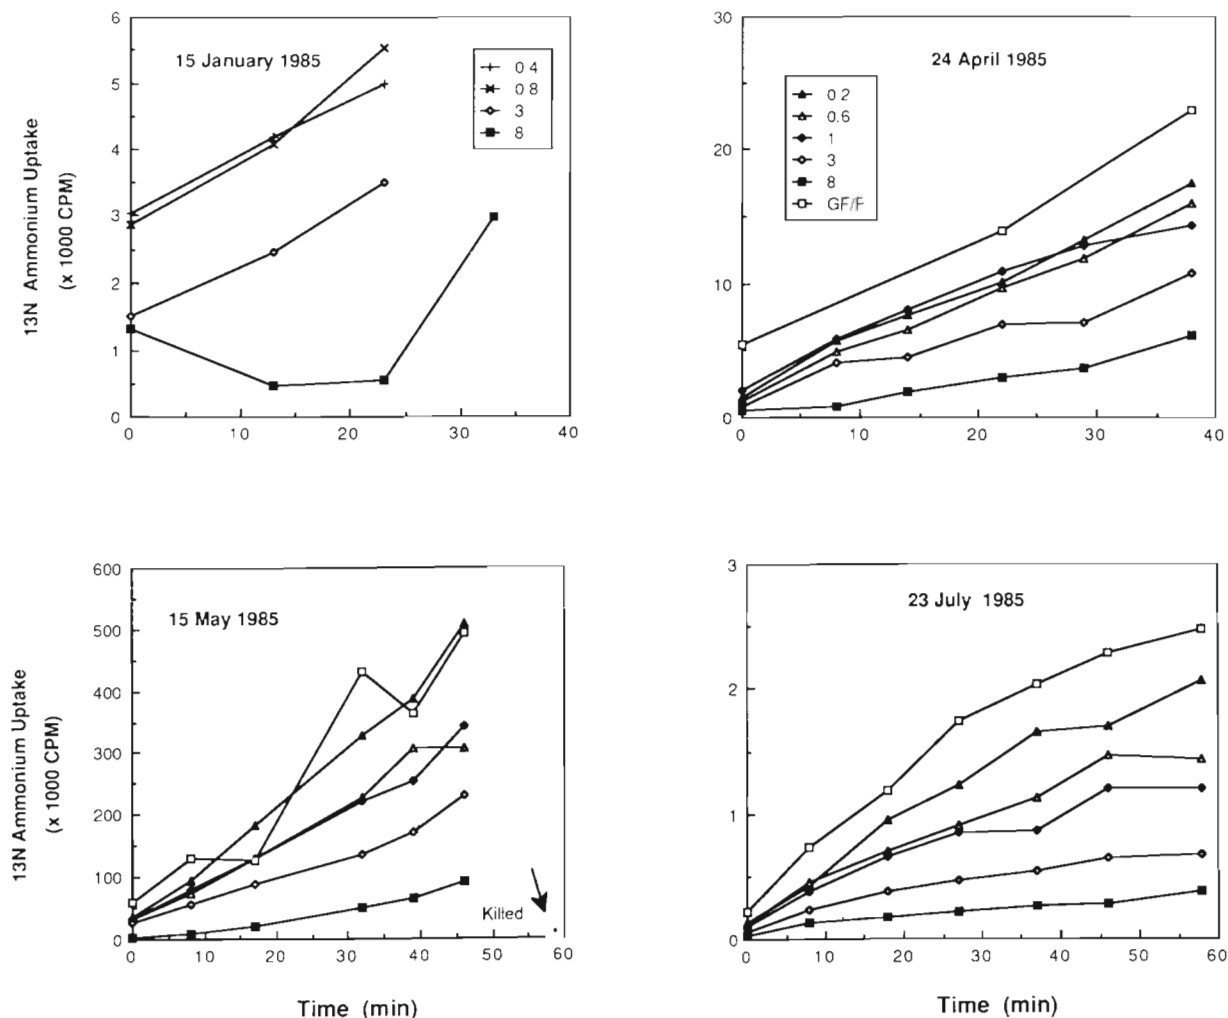 15 January 1985
0 4
0 8
3
8
13N Ammonium Uptake
(x 1000 CPM)
6
5
4
3
2
1
0
0 10 20 30 40
24 April 1985
0 2
0.6
1
3
8
GF/F
30
20
10
0
0 10 20 30 40
15 May 1985
13N Ammonium Uptake
(x 1000 CPM)
600
500
400
300
200
100
0
Killed
0 10 20 30 40 50 60
Time (min)
23 July 1985
3
2
1
0
0 10 20 30 40 50 60
Time (min)